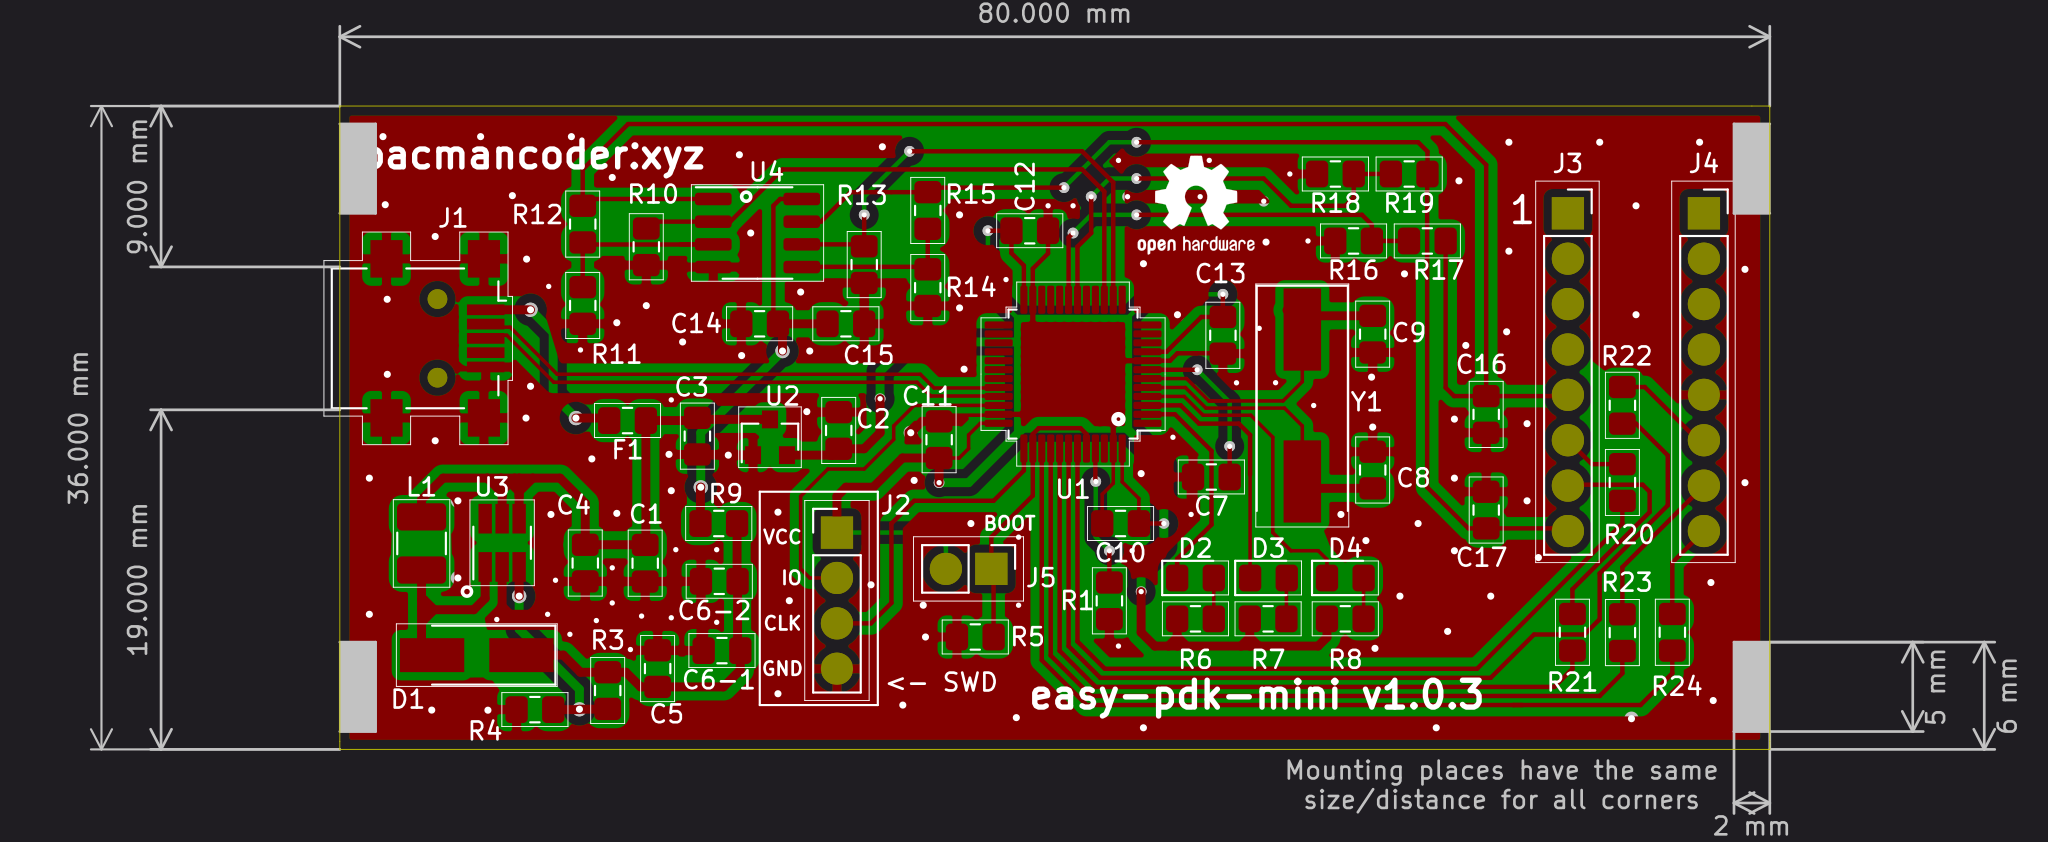 80.000 mm
9.000 mm
36.000 mm
19.000 mm
pacmancoder.xyz
U4
C12
J3
J4
R10
R13
R15
R12
J1
R18
R19
1
open hardware
R16
R17
C13
R14
C14
C15
R11
C9
R22
C16
C3
U2
C11
C2
Y1
F1
L1
U3
R9
U1
C8
C4
C1
J2
C7
VCC
BOOT
R20
C10
D2
D3
D4
C17
IO
J5
R1
R23
C6-2
CLK
R3
R5
GND
C6-1
R6
R7
R8
<- SWD
R21
R24
D1
easy-pdk-mini v1.0.3
C5
R4
5 mm
6 mm
Mounting places have the same
size/distance for all corners
2 mm